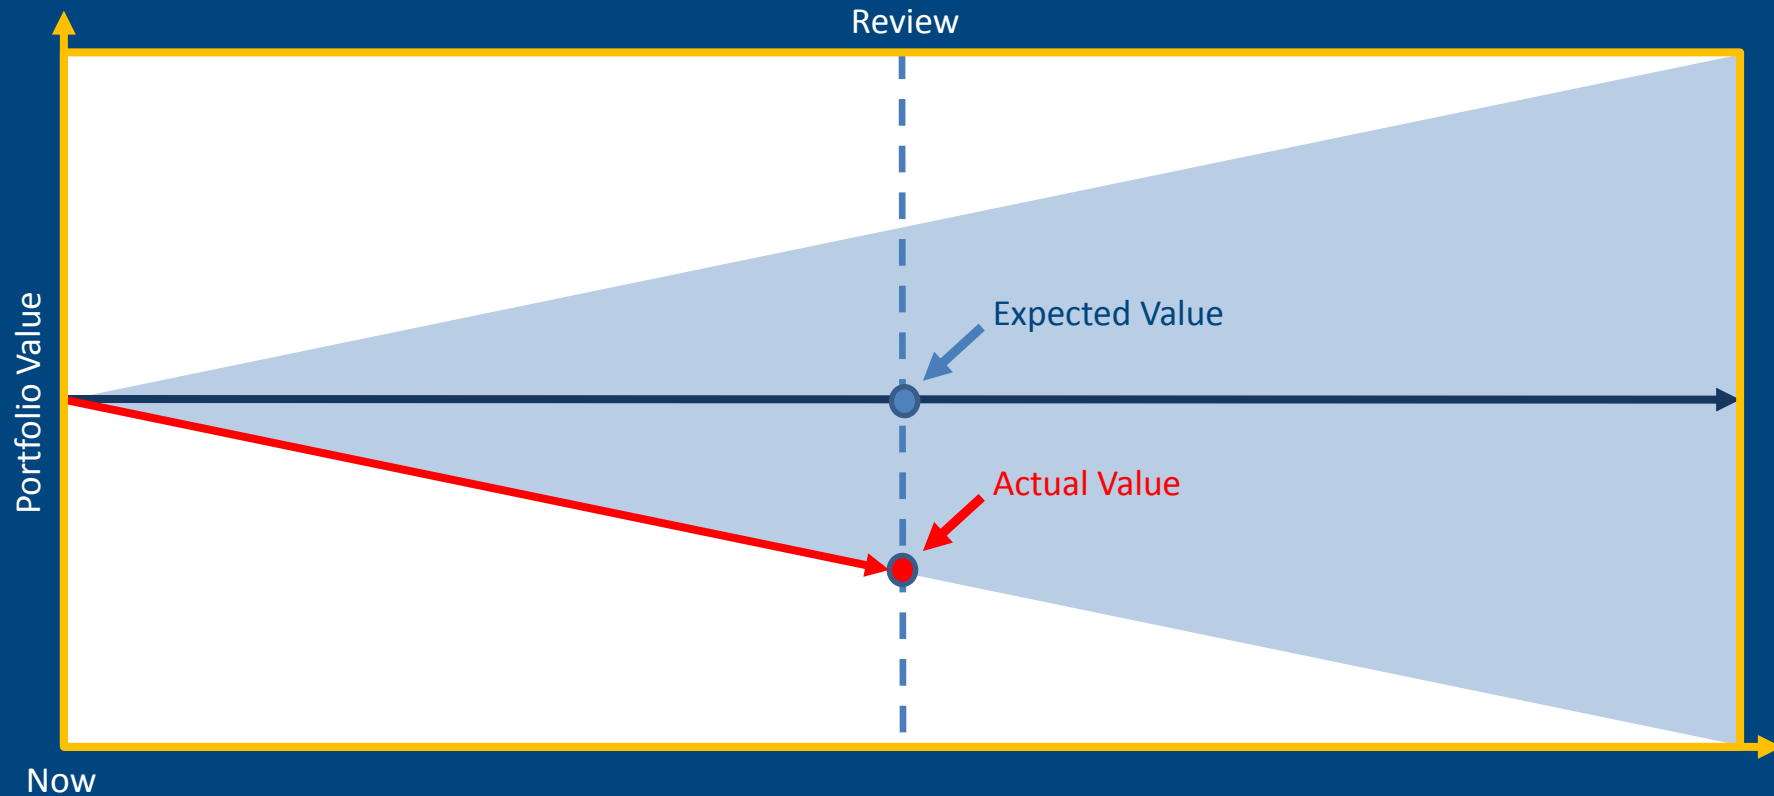 Review
Portfolio Value
Expected Value
Actual Value
Now